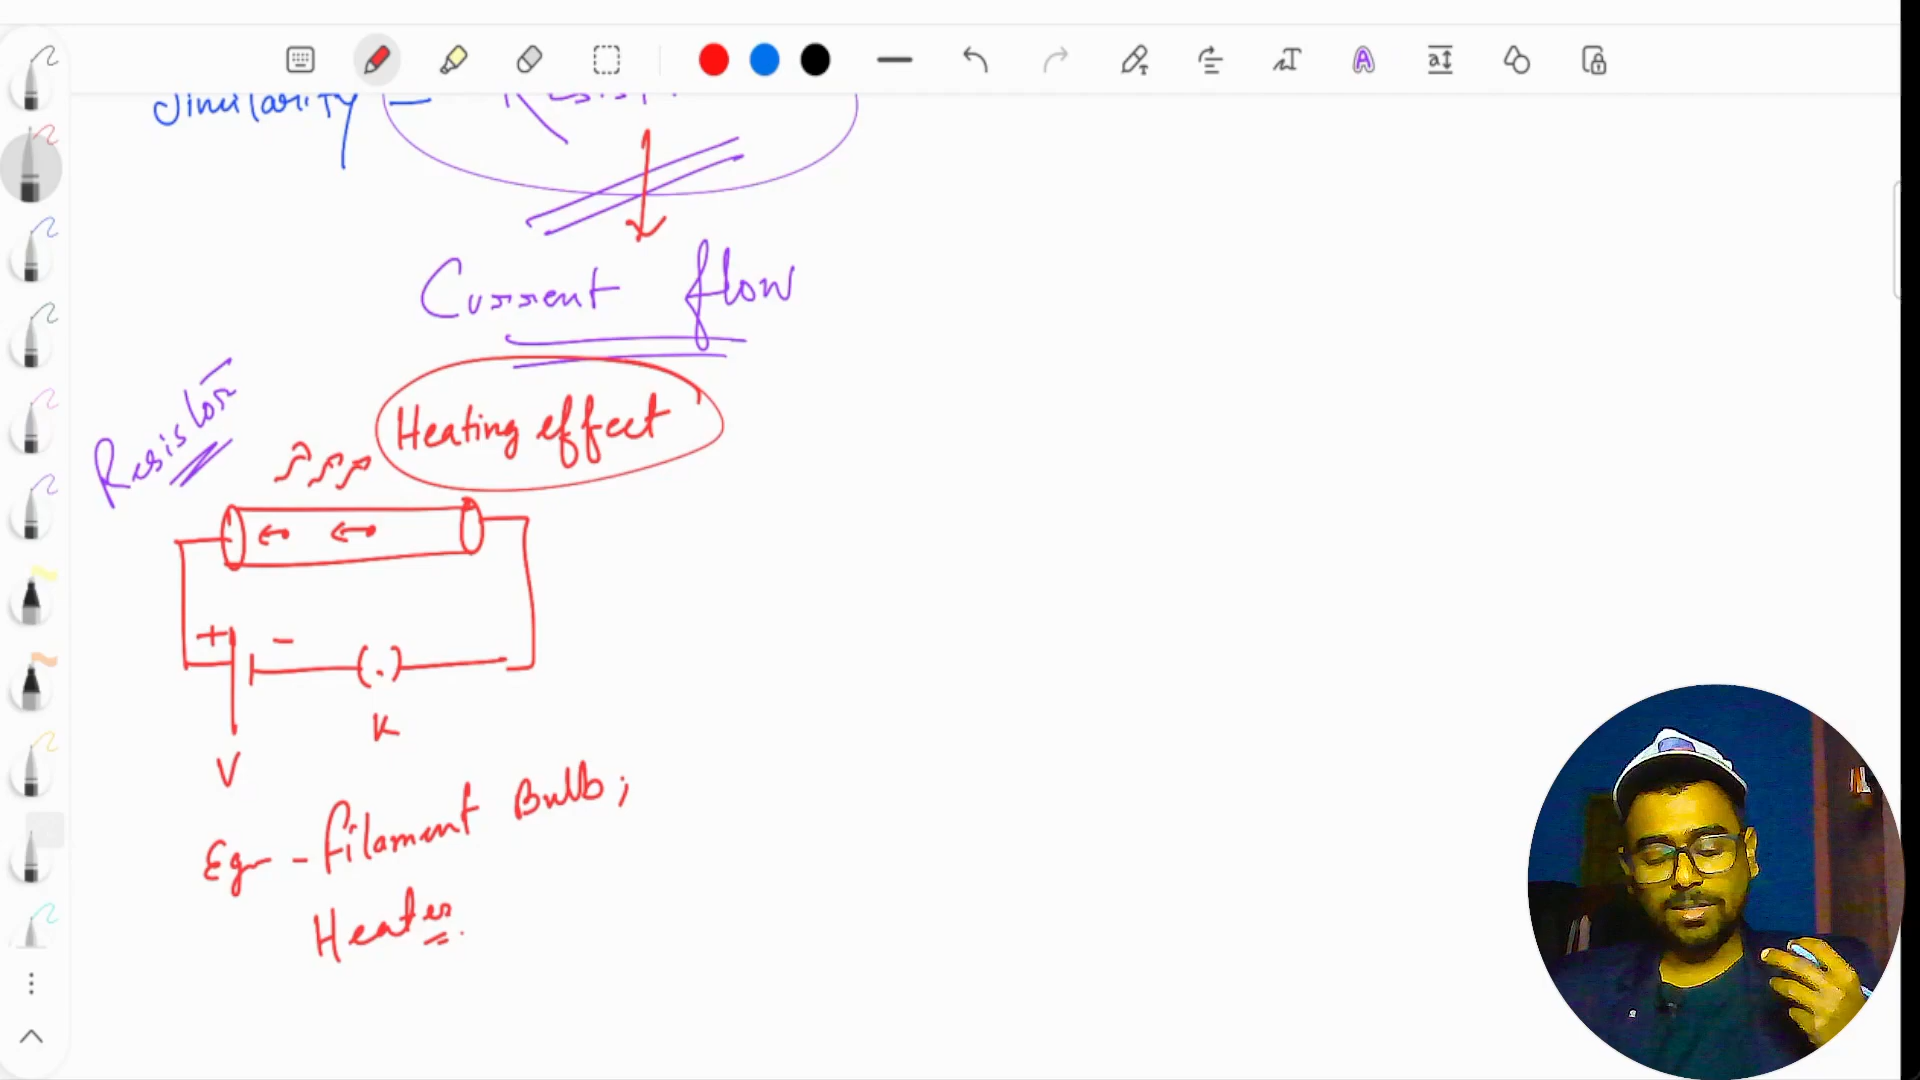 Similarity -
Current flow
Resistor
Heating effect
+ -
K
V
Eg - filament Bulb;
Heater.